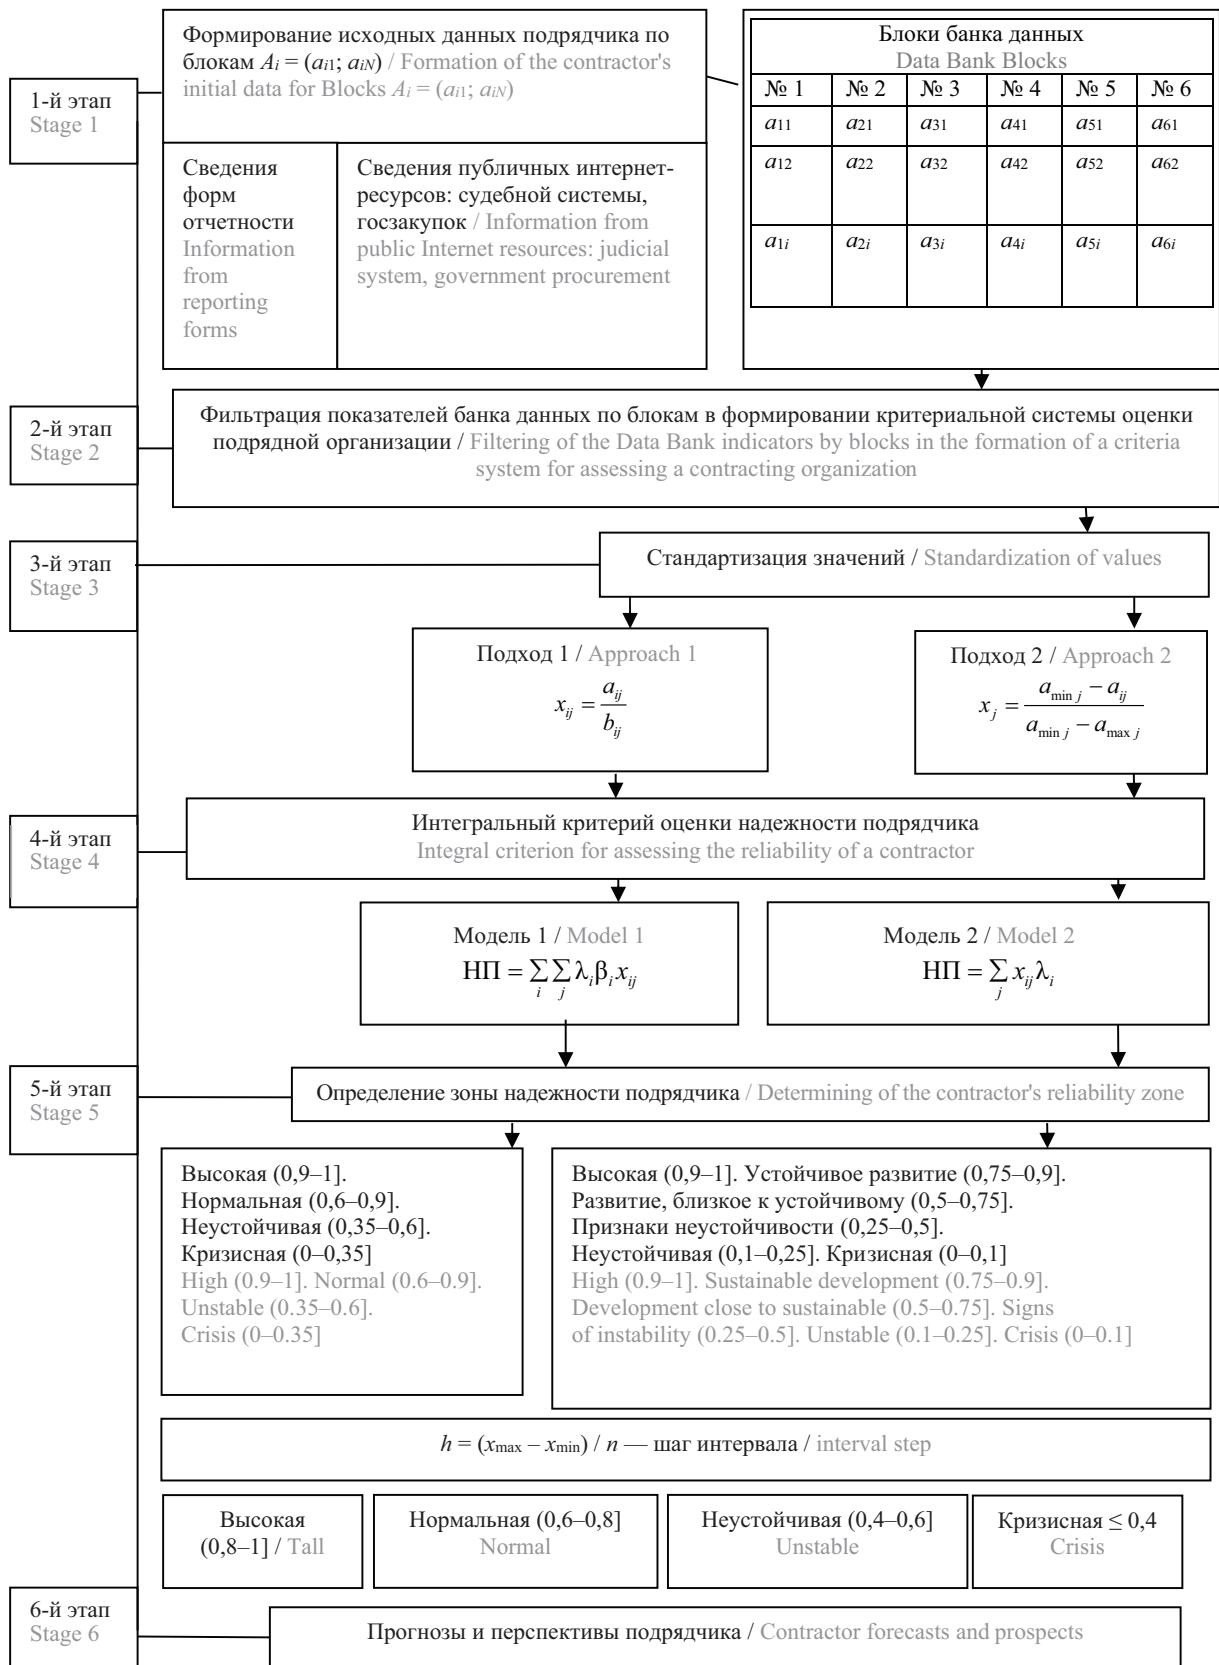 1-й этап
Stage 1
Формирование исходных данных подрядчика по
блокам Ai = (ai1; aiN) / Formation of the contractor's
initial data for Blocks Ai = (ai1; aiN)
Сведения
форм
отчетности
Information
from
reporting
forms
Сведения публичных интернет-
ресурсов: судебной системы,
госзакупок / Information from
public Internet resources: judicial
system, government procurement
Блоки банка данных
Data Bank Blocks
№ 1 № 2 № 3 № 4 № 5 № 6
a11 a21 a31 a41 a51 a61
a12 a22 a32 a42 a52 a62
a1i a2i a3i a4i a5i a6i
2-й этап
Stage 2
Фильтрация показателей банка данных по блокам в формировании критериальной системы оценки
подрядной организации / Filtering of the Data Bank indicators by blocks in the formation of a criteria
system for assessing a contracting organization
3-й этап
Stage 3
Стандартизация значений / Standardization of values
Подход 1 / Approach 1
xij = aij / bij
Подход 2 / Approach 2
xj = (amin j − aij) / (amin j − amax j)
4-й этап
Stage 4
Интегральный критерий оценки надежности подрядчика
Integral criterion for assessing the reliability of a contractor
Модель 1 / Model 1
НП = ∑i ∑j λiβixij
Модель 2 / Model 2
НП = ∑j xijλi
5-й этап
Stage 5
Определение зоны надежности подрядчика / Determining of the contractor's reliability zone
Высокая (0,9–1].
Нормальная (0,6–0,9].
Неустойчивая (0,35–0,6].
Кризисная (0–0,35]
High (0.9–1]. Normal (0.6–0.9].
Unstable (0.35–0.6].
Crisis (0–0.35]
Высокая (0,9–1]. Устойчивое развитие (0,75–0,9].
Развитие, близкое к устойчивому (0,5–0,75].
Признаки неустойчивости (0,25–0,5].
Неустойчивая (0,1–0,25]. Кризисная (0–0,1]
High (0.9–1]. Sustainable development (0.75–0.9].
Development close to sustainable (0.5–0.75]. Signs
of instability (0.25–0.5]. Unstable (0.1–0.25]. Crisis (0–0.1]
h = (xmax – xmin) / n — шаг интервала / interval step
Высокая
(0,8–1] / Tall
Нормальная (0,6–0,8]
Normal
Неустойчивая (0,4–0,6]
Unstable
Кризисная ≤ 0,4
Crisis
6-й этап
Stage 6
Прогнозы и перспективы подрядчика / Contractor forecasts and prospects